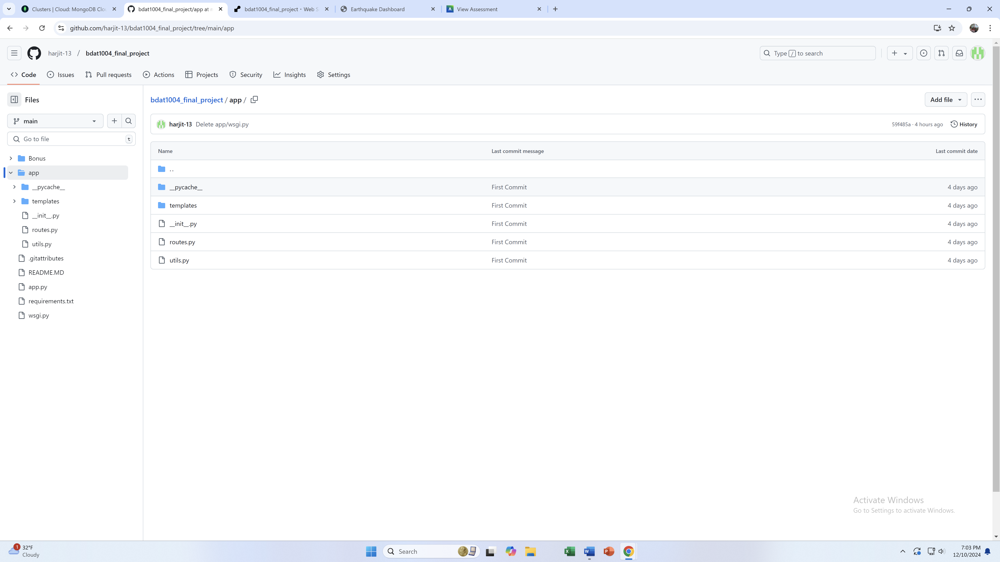 Clusters | Cloud: MongoDB Clou
bdat1004_final_project/app at m
bdat1004_final_project · Web S
Earthquake Dashboard
View Assessment
github.com/harjit-13/bdat1004_final_project/tree/main/app
harjit-13 / bdat1004_final_project
Type / to search
Code
Issues
Pull requests
Actions
Projects
Security
Insights
Settings
Files
main
Go to file
t
Bonus
app
__pycache__
templates
__init__.py
routes.py
utils.py
.gitattributes
README.MD
app.py
requirements.txt
wsgi.py
bdat1004_final_project / app /
Add file
harjit-13 Delete app/wsgi.py
59f485a · 4 hours ago
History
Name Last commit message Last commit date
..
__pycache__ First Commit 4 days ago
templates First Commit 4 days ago
__init__.py First Commit 4 days ago
routes.py First Commit 4 days ago
utils.py First Commit 4 days ago
Activate Windows
Go to Settings to activate Windows.
1
32°F
Cloudy
Search
7:03 PM
12/10/2024